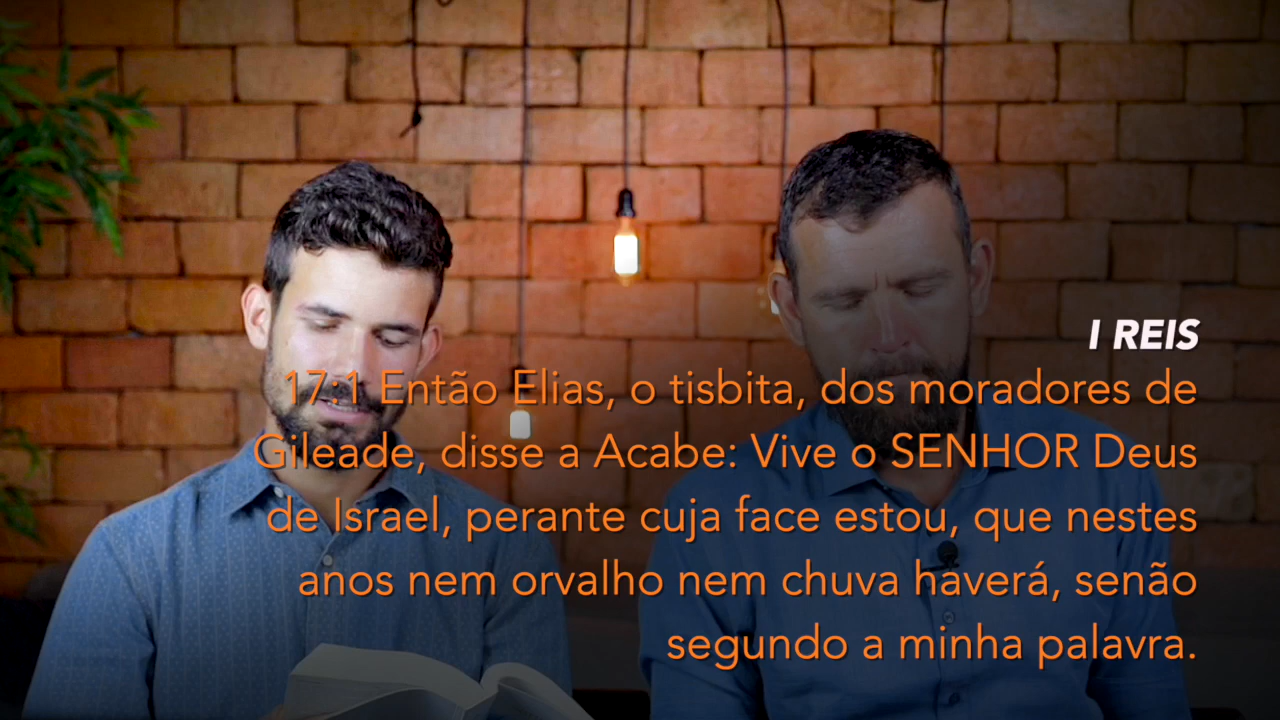 I REIS
17:1 Então Elias, o tisbita, dos moradores de
Gileade, disse a Acabe: Vive o SENHOR Deus
de Israel, perante cuja face estou, que nestes
anos nem orvalho nem chuva haverá, senão
segundo a minha palavra.